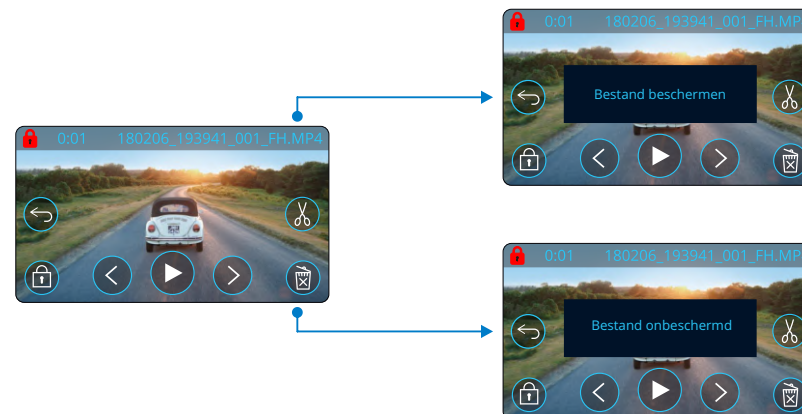 0:01 180206_193941_001_FH.MP
Bestand beschermen
0:01 180206_193941_001_FH.MP4
0:01 180206_193941_001_FH.MP
Bestand onbeschermd